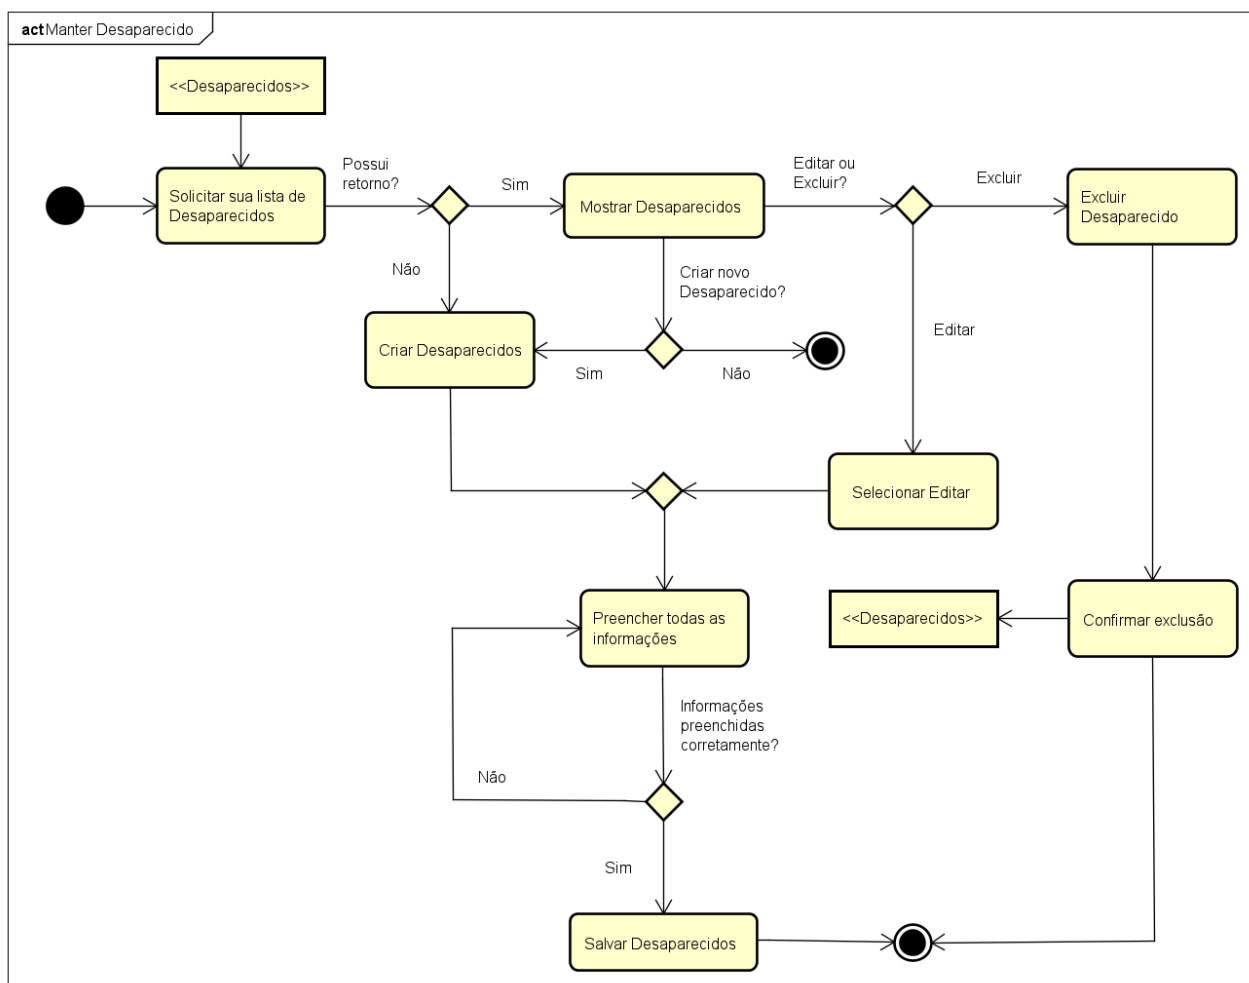 act Manter Desaparecido
<<Desaparecidos>>
Solicitar sua lista de
Desaparecidos
Possui
retorno?
Sim
Mostrar Desaparecidos
Editar ou
Excluir?
Excluir
Excluir
Desaparecido
Não
Criar novo
Desaparecido?
Editar
Criar Desaparecidos
Sim
Não
Selecionar Editar
Preencher todas as
informações
<<Desaparecidos>>
Confirmar exclusão
Informações
preenchidas
corretamente?
Não
Sim
Salvar Desaparecidos